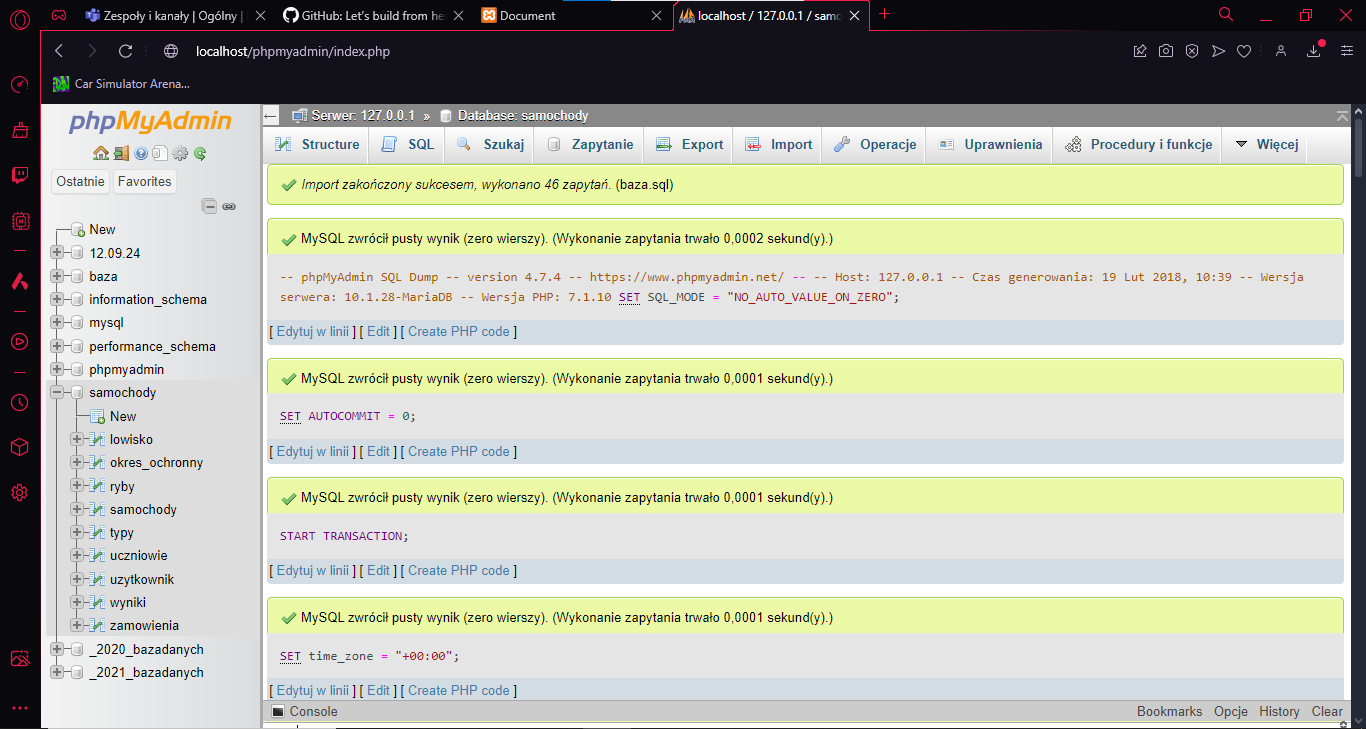 Zespoły i kanały | Ogólny |
GitHub: Let's build from he
Document
localhost / 127.0.0.1 / samo
localhost/phpmyadmin/index.php
Car Simulator Arena...
phpMyAdmin
Ostatnie
Favorites
New
12.09.24
baza
information_schema
mysql
performance_schema
phpmyadmin
samochody
New
lowisko
okres_ochronny
ryby
samochody
typy
uczniowie
uzytkownik
wyniki
zamowienia
_2020_bazadanych
_2021_bazadanych
Serwer: 127.0.0.1 » Database: samochody
Structure
SQL
Szukaj
Zapytanie
Export
Import
Operacje
Uprawnienia
Procedury i funkcje
Więcej
Import zakończony sukcesem, wykonano 46 zapytań. (baza.sql)
MySQL zwrócił pusty wynik (zero wierszy). (Wykonanie zapytania trwało 0,0002 sekund(y).)
-- phpMyAdmin SQL Dump -- version 4.7.4 -- https://www.phpmyadmin.net/ -- -- Host: 127.0.0.1 -- Czas generowania: 19 Lut 2018, 10:39 -- Wersja
serwera: 10.1.28-MariaDB -- Wersja PHP: 7.1.10 SET SQL_MODE = "NO_AUTO_VALUE_ON_ZERO";
[ Edytuj w linii ] [ Edit ] [ Create PHP code ]
MySQL zwrócił pusty wynik (zero wierszy). (Wykonanie zapytania trwało 0,0001 sekund(y).)
SET AUTOCOMMIT = 0;
[ Edytuj w linii ] [ Edit ] [ Create PHP code ]
MySQL zwrócił pusty wynik (zero wierszy). (Wykonanie zapytania trwało 0,0001 sekund(y).)
START TRANSACTION;
[ Edytuj w linii ] [ Edit ] [ Create PHP code ]
MySQL zwrócił pusty wynik (zero wierszy). (Wykonanie zapytania trwało 0,0001 sekund(y).)
SET time_zone = "+00:00";
[ Edytuj w linii ] [ Edit ] [ Create PHP code ]
Console
Bookmarks
Opcje
History
Clear